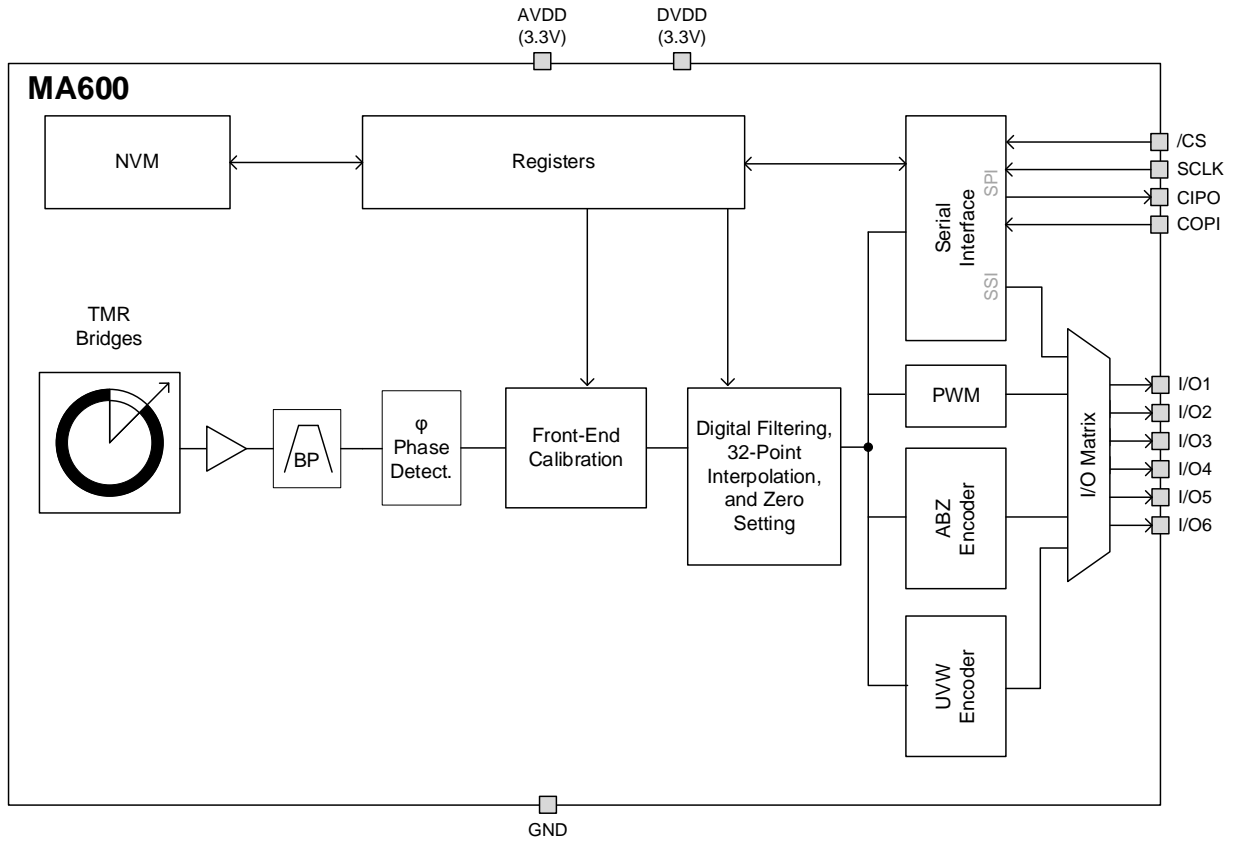 AVDD
(3.3V)
DVDD
(3.3V)
MA600
NVM
Registers
Serial
Interface
SPI
SSI
/CS
SCLK
CIPO
COPI
TMR
Bridges
BP
φ
Phase
Detect.
Front-End
Calibration
Digital Filtering,
32-Point
Interpolation,
and Zero
Setting
PWM
ABZ
Encoder
UVW
Encoder
I/O Matrix
I/O1
I/O2
I/O3
I/O4
I/O5
I/O6
GND